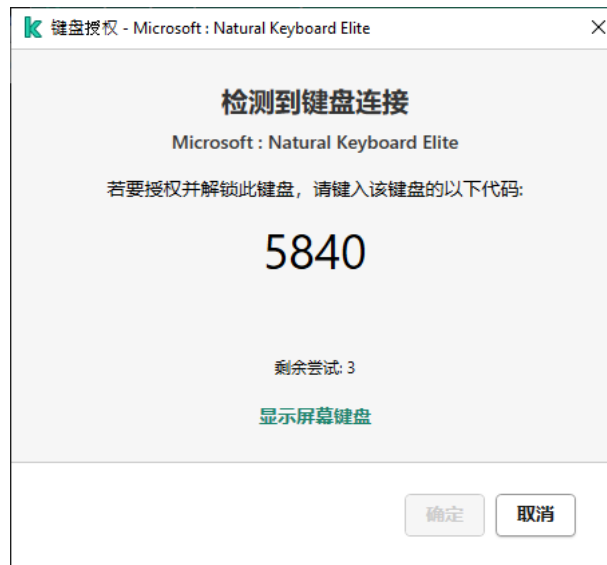 键盘授权 - Microsoft : Natural Keyboard Elite
检测到键盘连接
Microsoft : Natural Keyboard Elite
若要授权并解锁此键盘，请键入该键盘的以下代码:
5840
剩余尝试: 3
显示屏幕键盘
确定 取消